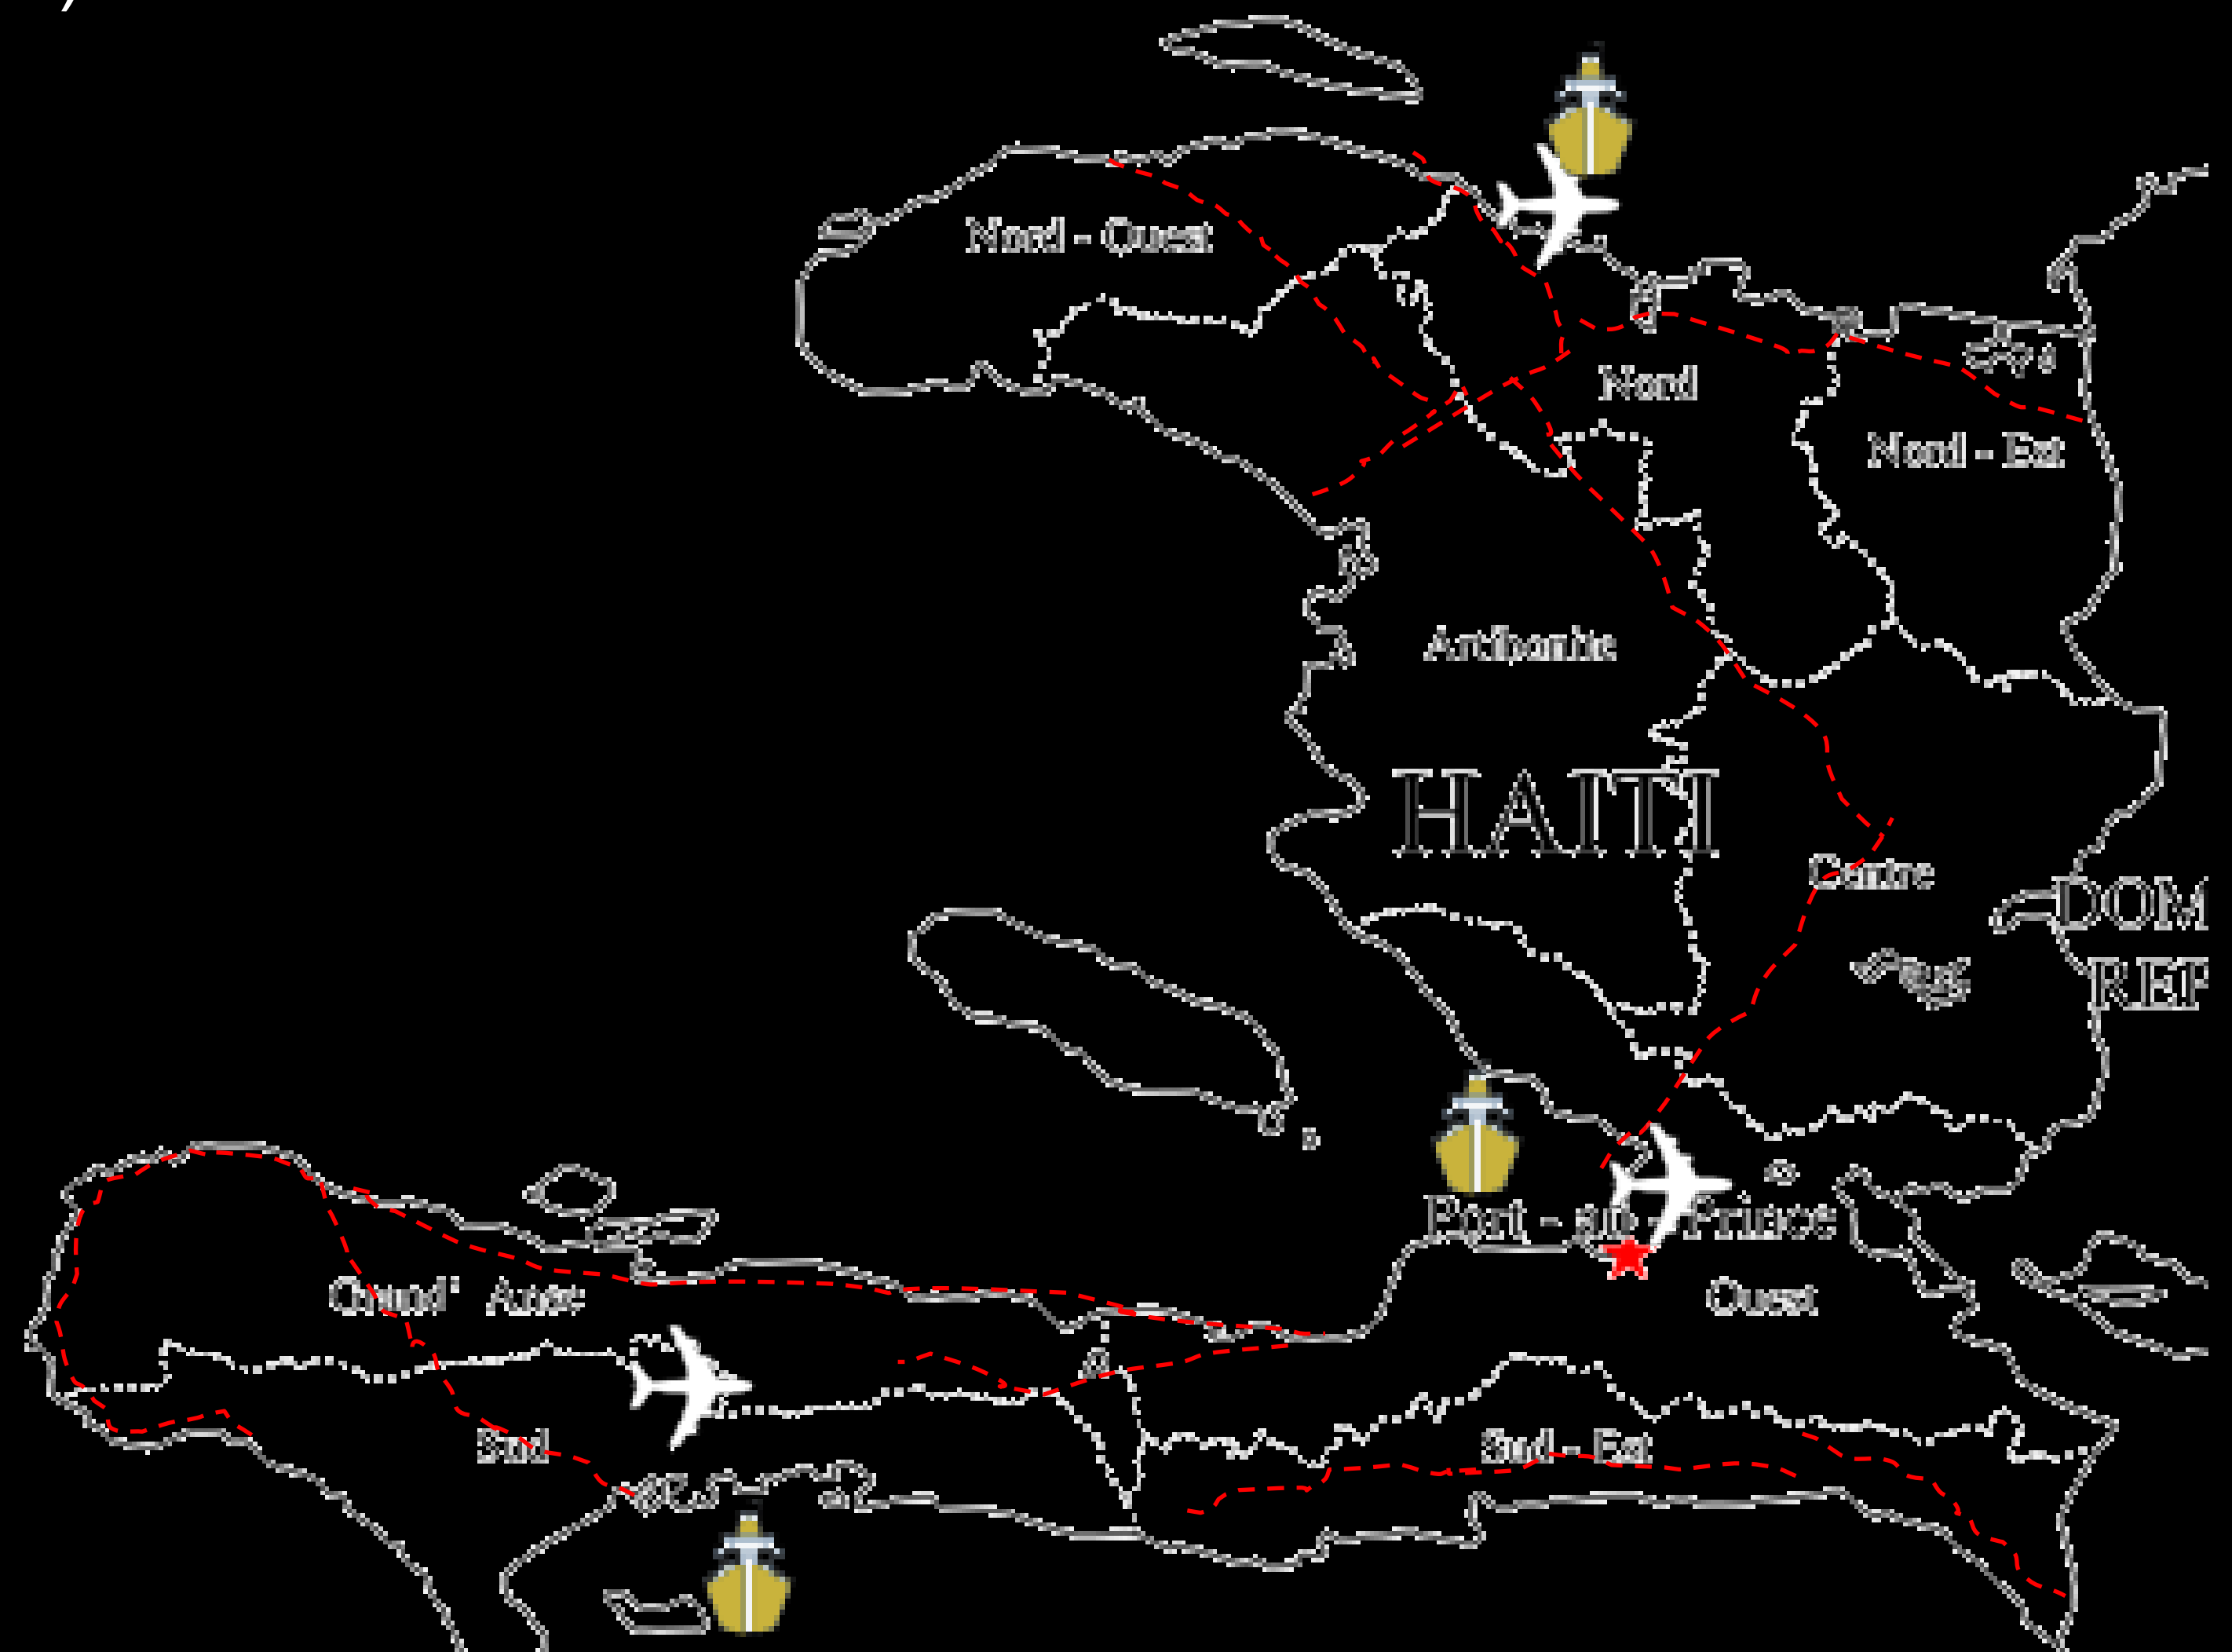 Nord - Ouest
Nord
Nord - Est
Artibonite
HAITI
Centre
DOM
REP
Port - au - Prince
Ouest
Grand' Anse
Sud
Sud - Est